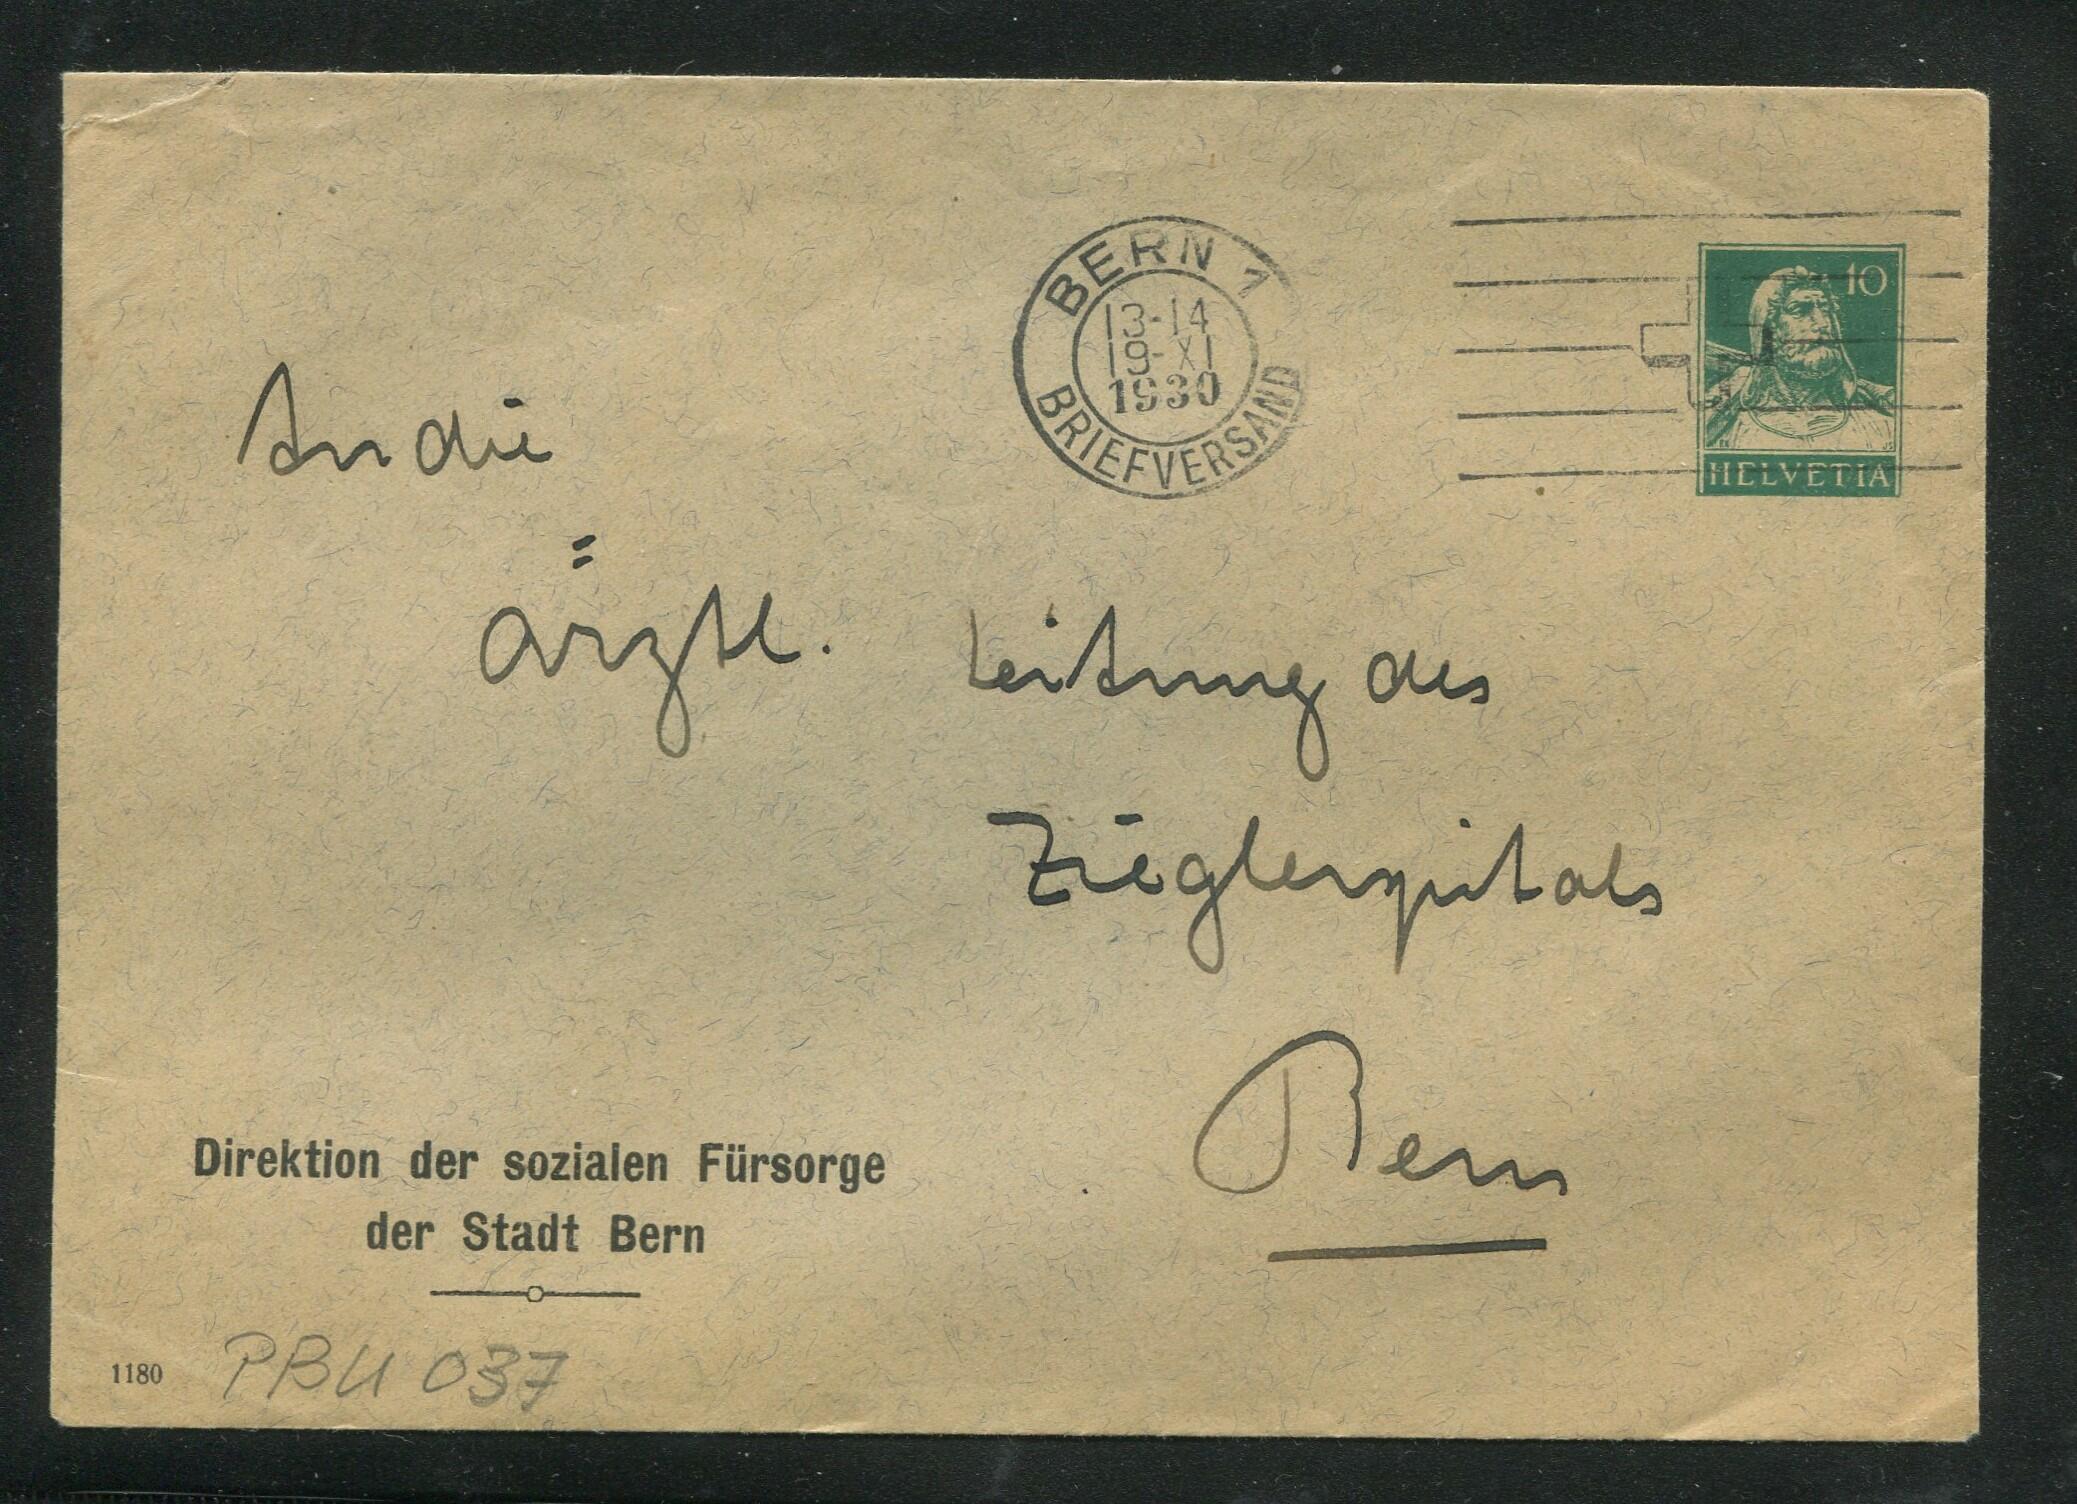 BERN 1
13-14
19-XI
1930
BRIEFVERSAND
10
HELVETIA
An die
ärztl. Leitung des
Zieglerspitals
Bern
Direktion der sozialen Fürsorge
der Stadt Bern
1180 PBU 037